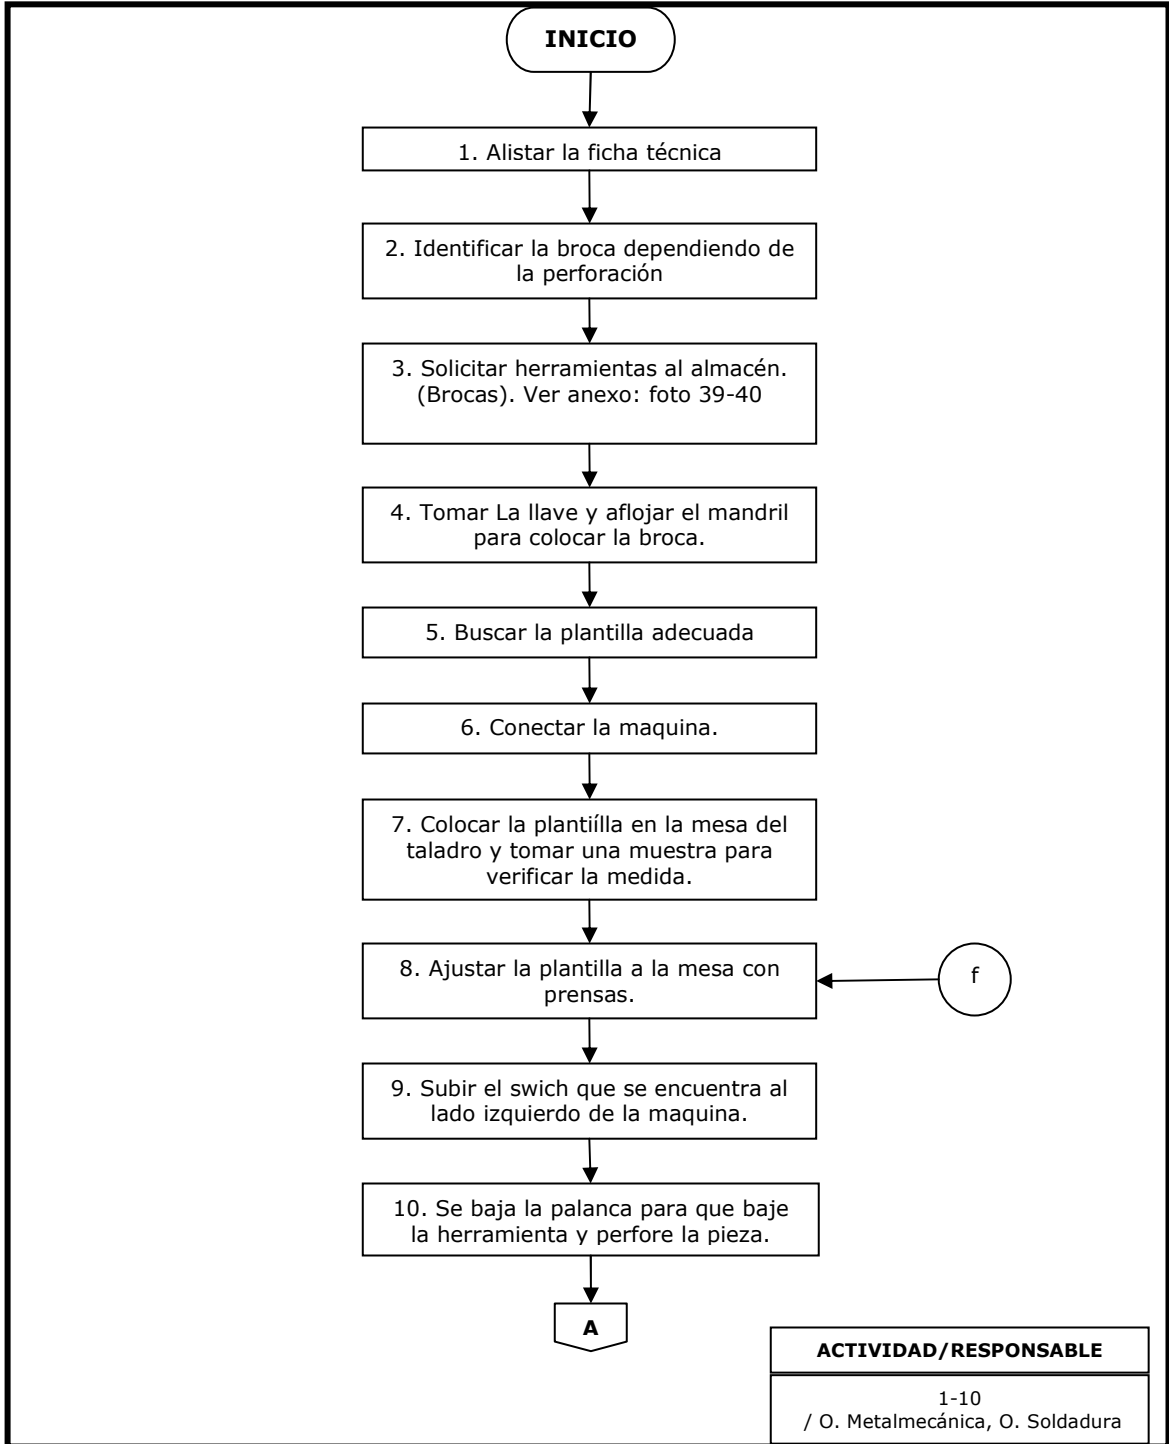 INICIO
1. Alistar la ficha técnica
2. Identificar la broca dependiendo de
la perforación
3. Solicitar herramientas al almacén.
(Brocas). Ver anexo: foto 39-40
4. Tomar La llave y aflojar el mandril
para colocar la broca.
5. Buscar la plantilla adecuada
6. Conectar la maquina.
7. Colocar la plantiílla en la mesa del
taladro y tomar una muestra para
verificar la medida.
8. Ajustar la plantilla a la mesa con
prensas.
f
9. Subir el swich que se encuentra al
lado izquierdo de la maquina.
10. Se baja la palanca para que baje
la herramienta y perfore la pieza.
A
ACTIVIDAD/RESPONSABLE
1-10
/ O. Metalmecánica, O. Soldadura